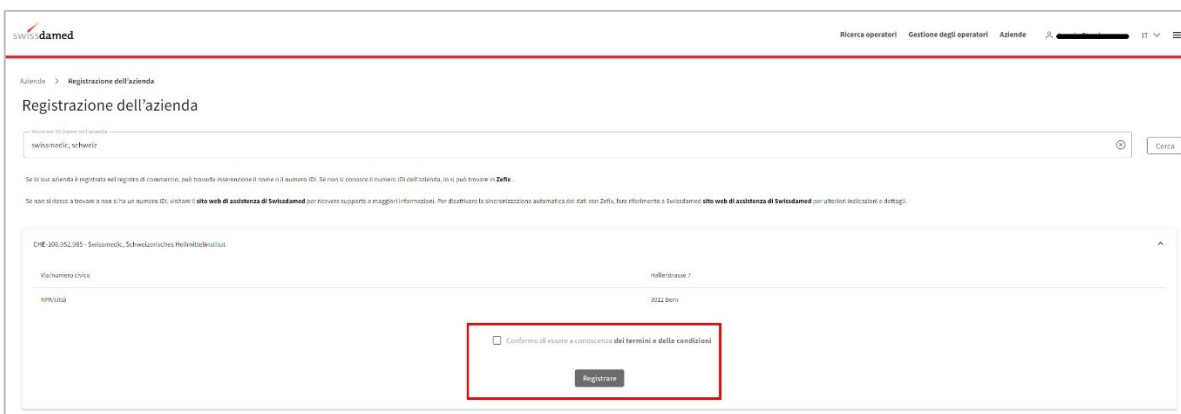 swissdamed
Ricerca operatori Gestione degli operatori Aziende IT
Aziende > Registrazione dell'azienda
Registrazione dell'azienda
swissmedic, schweiz
Cerca
Se la sua azienda è registrata nel registro di commercio, può trovarla inserendone il nome o il numero IDI. Se non si conosce il numero IDI dell'azienda, lo si può trovare in Zefix.
Se non si riesce a trovare o non si ha un numero IDI, visitare il sito web di assistenza di Swissdamed per ricevere supporto e maggiori informazioni. Per disattivare la sincronizzazione automatica dei dati con Zefix, fare riferimento a Swissdamed sito web di assistenza di Swissdamed per ulteriori indicazioni e dettagli.
CHE-108.952.985 - Swissmedic, Schweizerisches Heilmittelinstitut
Via/numero civico Hallerstrasse 7
NPA/città 3012 Bern
Confermo di essere a conoscenza dei termini e delle condizioni
Registrare